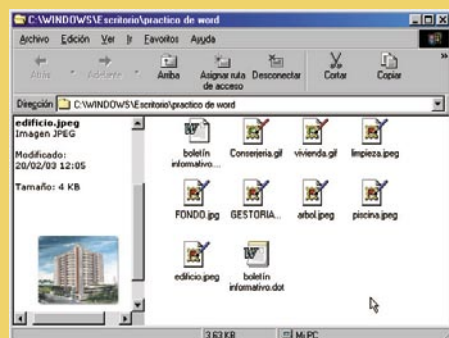 C:\WINDOWS\Escritorio\practico de word
Archivo Edición Ver Ir Favoritos Ayuda
Atrás Adelante Arriba Asignar ruta de acceso Desconectar Cortar Copiar »
Dirección C:\WINDOWS\Escritorio\practico de word
edificio.jpeg
Imagen JPEG
Modificado:
20/02/03 12:05
Tamaño: 4 KB
boletín informativo... Conserjeria.gif vivienda.gif limpieza.jpeg
FONDO.jpg GESTORIA... arbol.jpeg piscina.jpeg
edificio.jpeg boletín informativo.dot
3,63 KB Mi PC